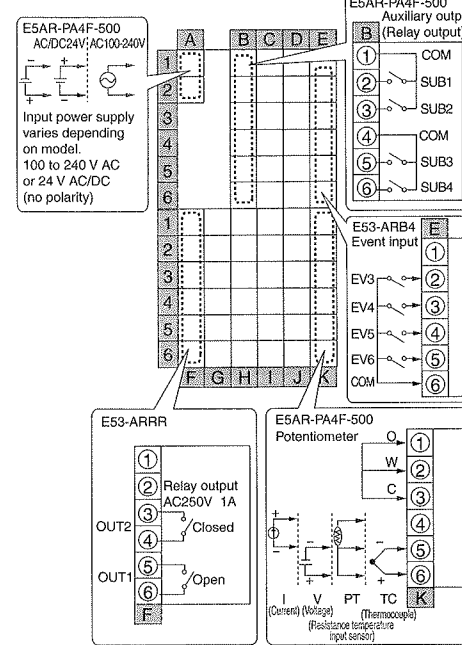 E5AR-PA4F-500
AC/DC24V AC100-240V
Input power supply
varies depending
on model.
100 to 240 V AC
or 24 V AC/DC
(no polarity)
A B C D E
1
2
3
4
5
6
1
2
3
4
5
6
F G H I J K
E5AR-PA4F-500
Auxiliary outp
(Relay output)
B
1 COM
2 SUB1
3 SUB2
4 COM
5 SUB3
6 SUB4
E53-ARB4
Event input
E
1
EV3 2
EV4 3
EV5 4
EV6 5
COM 6
E53-ARRR
1
2
Relay output
AC250V 1A
OUT2 3 4 Closed
OUT1 5 6 Open
F
E5AR-PA4F-500
Potentiometer
O 1
W 2
C 3
4
5
6
K
I V PT TC
(Current) (Voltage) (Thermocouple)
(Resistance temperature
input sensor)